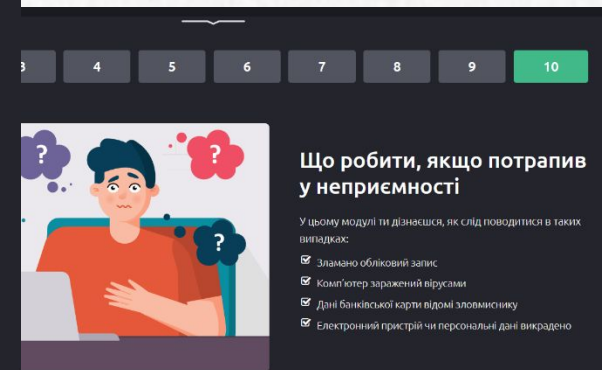 3 4 5 6 7 8 9 10
? ? ?
Що робити, якщо потрапив
у неприємності
У цьому модулі ти дізнаєшся, як слід поводитися в таких
випадках:
Зламано обліковий запис
Комп'ютер заражений вірусами
Дані банківської карти відомі зловмиснику
Електронний пристрій чи персональні дані викрадено